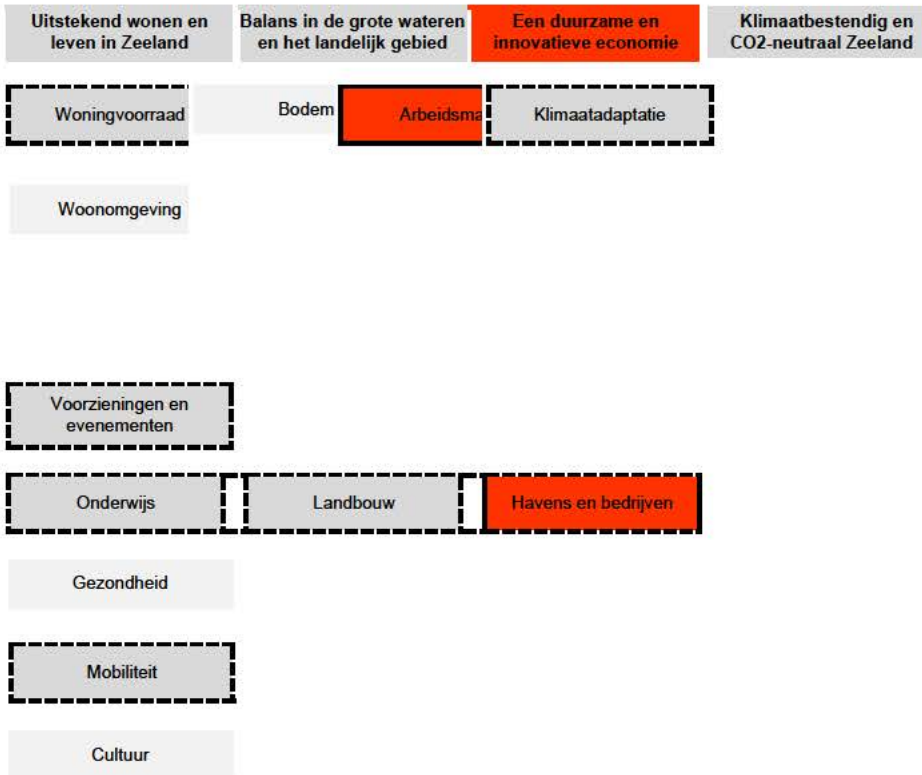 Uitstekend wonen en
leven in Zeeland
Balans in de grote wateren
en het landelijk gebied
Een duurzame en
innovatieve economie
Klimaatbestendig en
CO2-neutraal Zeeland
Woningvoorraad
Bodem
Arbeidsma
Klimaatadaptatie
Woonomgeving
Voorzieningen en
evenementen
Onderwijs
Landbouw
Havens en bedrijven
Gezondheid
Mobiliteit
Cultuur